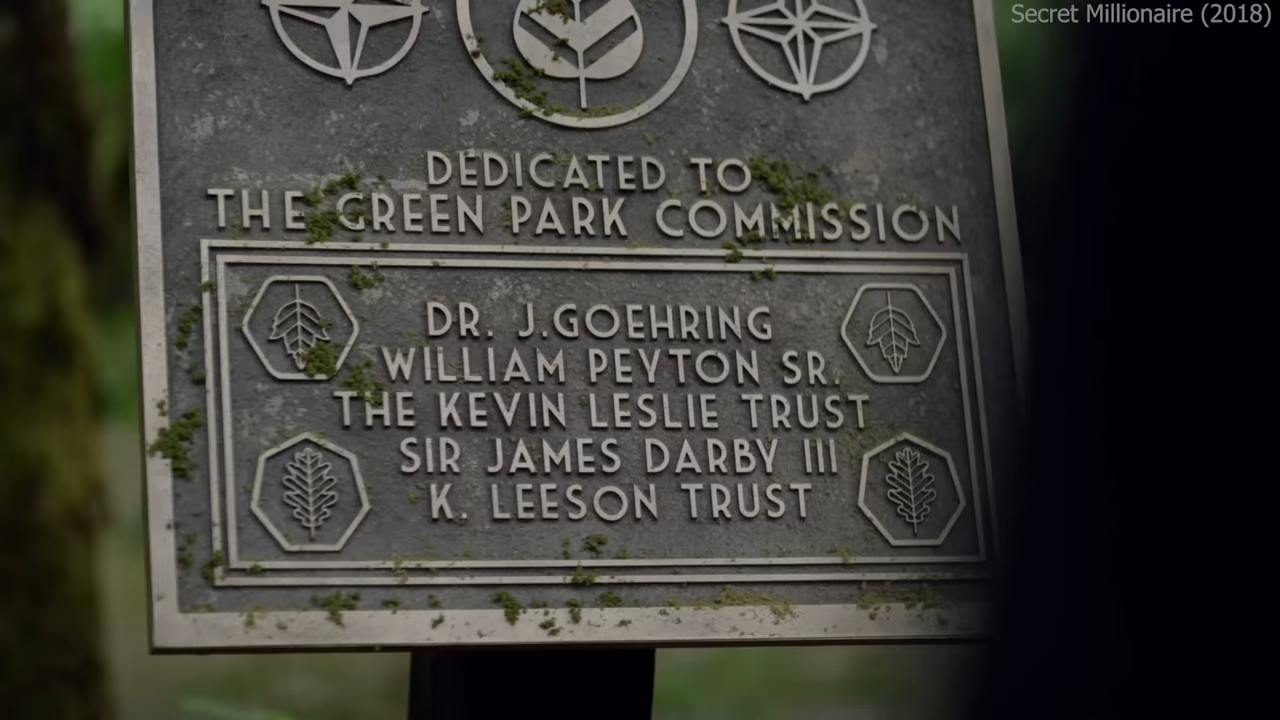 Secret Millionaire (2018)
DEDICATED TO
THE GREEN PARK COMMISSION
DR. J.GOEHRING
WILLIAM PEYTON SR.
THE KEVIN LESLIE TRUST
SIR JAMES DARBY III
K. LEESON TRUST